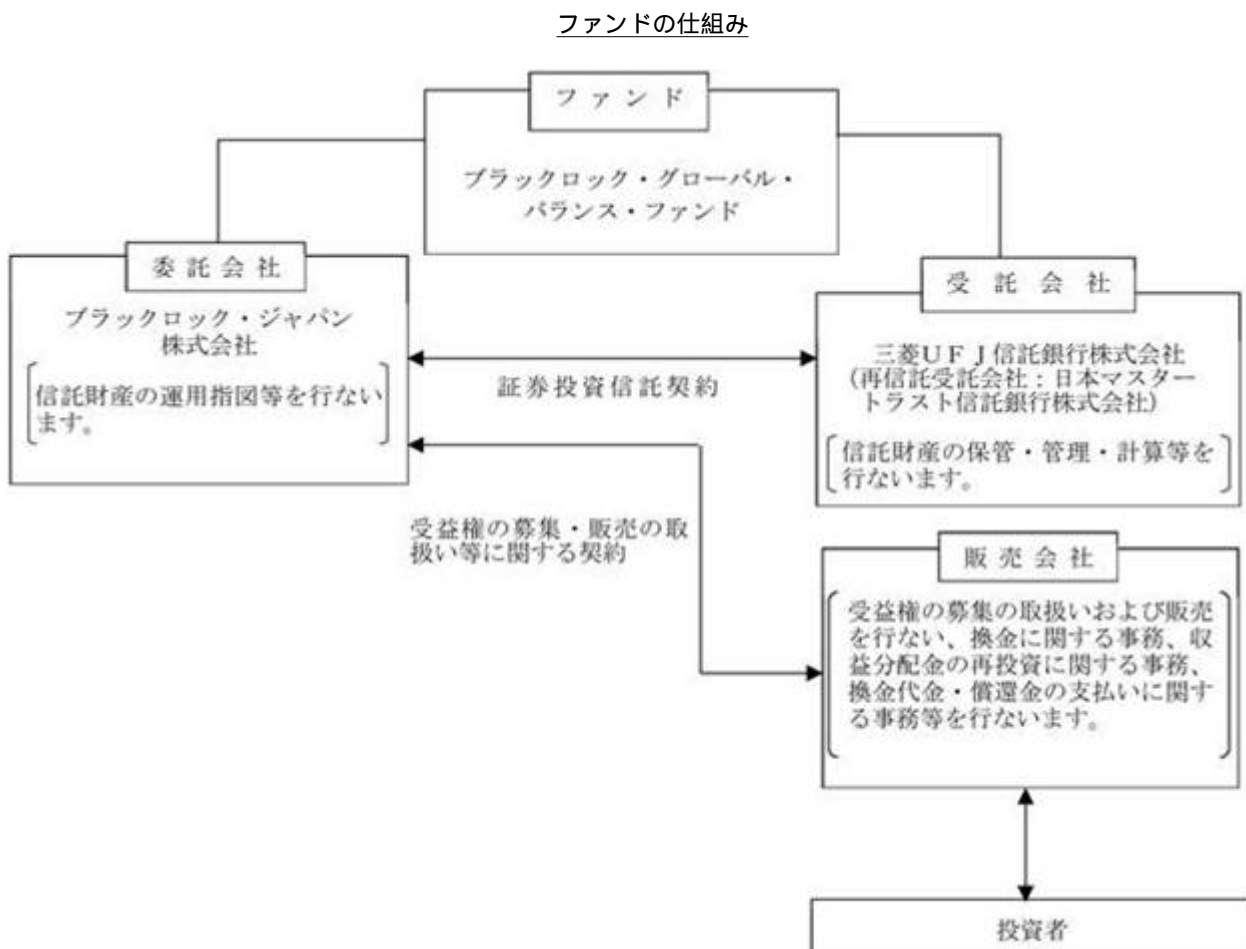 ファンドの仕組み
ファンド
ブラックロック・グローバル・
バランス・ファンド
委託会社
ブラックロック・ジャパン
株式会社
信託財産の運用指図等を行ない
ます。
証券投資信託契約
受託会社
三菱UFJ信託銀行株式会社
(再信託受託会社:日本マスター
トラスト信託銀行株式会社)
信託財産の保管・管理・計算等を
行ないます。
受益権の募集・販売の取
扱い等に関する契約
販売会社
受益権の募集の取扱いおよび販売
を行ない、換金に関する事務、収
益分配金の再投資に関する事務、
換金代金・償還金の支払いに関す
る事務等を行ないます。
投資者